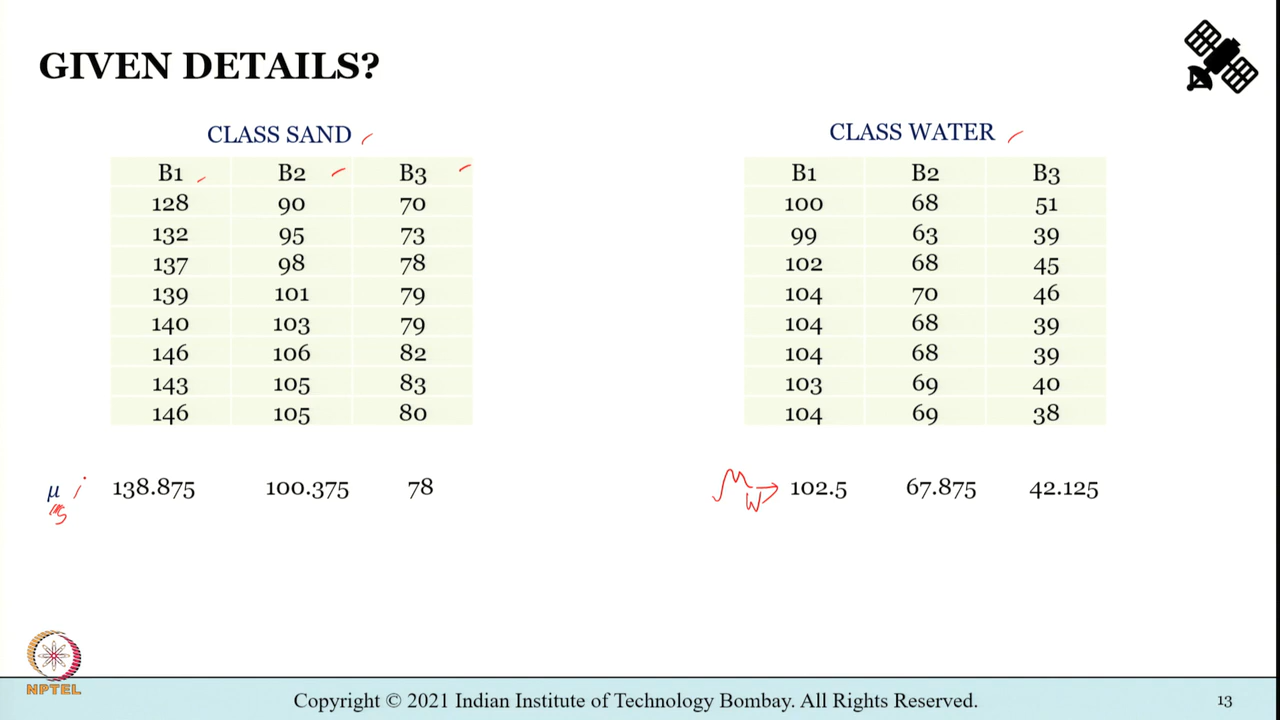 GIVEN DETAILS?
CLASS SAND
B1 B2 B3
128 90 70
132 95 73
137 98 78
139 101 79
140 103 79
146 106 82
143 105 83
146 105 80
μ 138.875 100.375 78
CLASS WATER
B1 B2 B3
100 68 51
99 63 39
102 68 45
104 70 46
104 68 39
104 68 39
103 69 40
104 69 38
μ W → 102.5 67.875 42.125
NPTEL
Copyright © 2021 Indian Institute of Technology Bombay. All Rights Reserved.
13